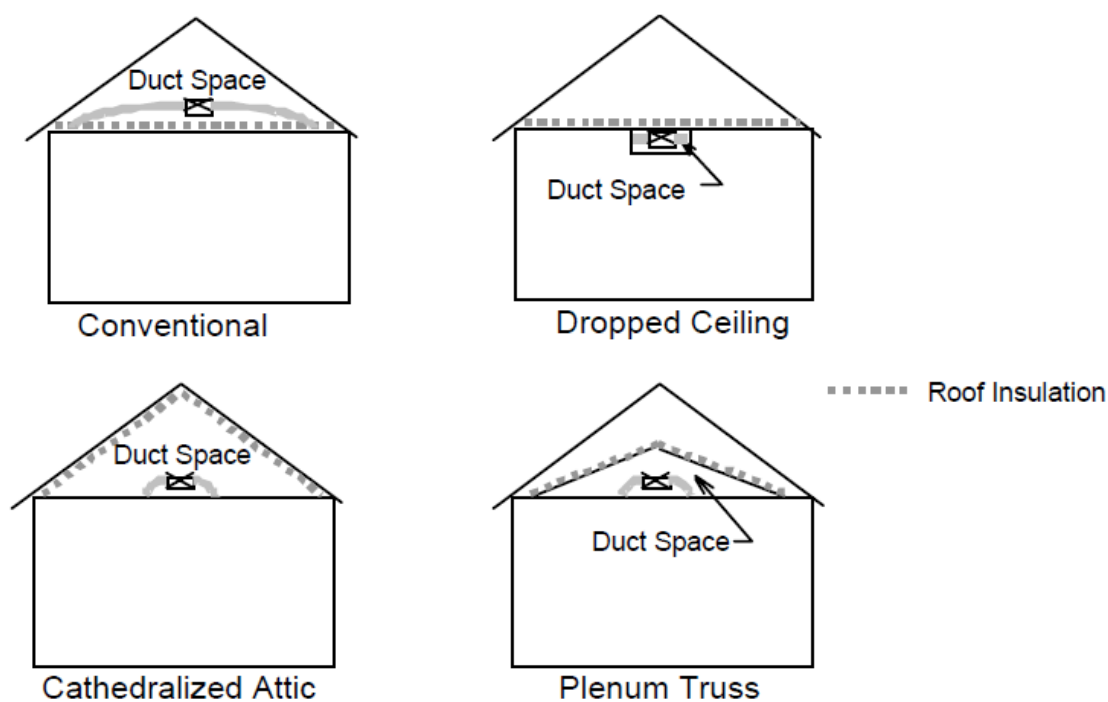 Duct Space
Conventional
Duct Space
Dropped Ceiling
Duct Space
Cathedralized Attic
Duct Space
Plenum Truss
Roof Insulation